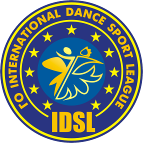 TO INTERNATIONAL DANCE SPORT LEAGUE
IDSL